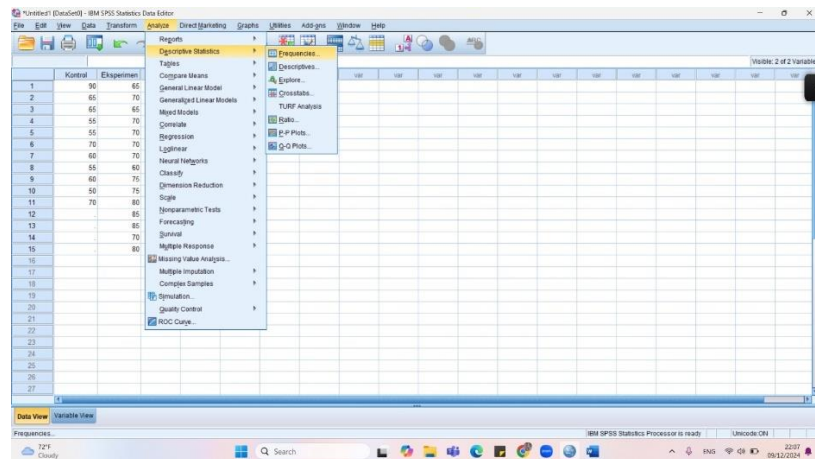 *Untitled1 [DataSet0] - IBM SPSS Statistics Data Editor
File Edit View Data Transform Analyze Direct Marketing Graphs Utilities Add-ons Window Help
Visible: 2 of 2 Variable
Reports
Descriptive Statistics
Tables
Compare Means
General Linear Model
Generalized Linear Models
Mixed Models
Correlate
Regression
Loglinear
Neural Networks
Classify
Dimension Reduction
Scale
Nonparametric Tests
Forecasting
Survival
Multiple Response
Missing Value Analysis...
Multiple Imputation
Complex Samples
Simulation...
Quality Control
ROC Curve...
Frequencies...
Descriptives...
Explore...
Crosstabs...
TURF Analysis
Ratio...
P-P Plots...
Q-Q Plots...
Kontrol Eksperimen var var var var var var var var var var var
1 90 65
2 65 70
3 65 65
4 55 70
5 55 70
6 70 70
7 60 70
8 55 60
9 60 75
10 50 75
11 70 80
12 . 85
13 . 85
14 . 70
15 . 80
16
17
18
19
20
21
22
23
24
25
26
27
Data View Variable View
Frequencies... IBM SPSS Statistics Processor is ready Unicode:ON
72°F
Cloudy
Search
ENG
22:07
09/12/2024